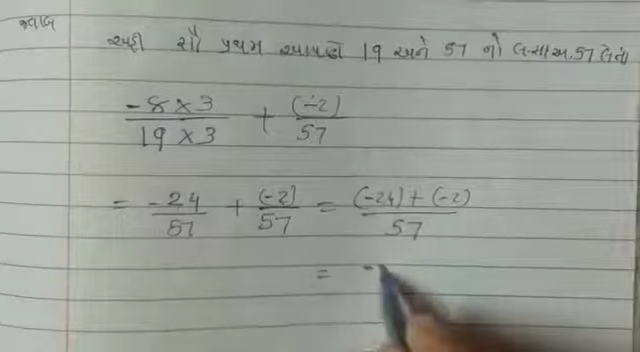 જવાબ
અહીં સૌ પ્રથમ આપણે 19 અને 57 નો લ.સા.અ. 57 લેતાં
-8 × 3 / 19 × 3 + (-2) / 57
= -24 / 57 + (-2) / 57 = (-24) + (-2) / 57
= -